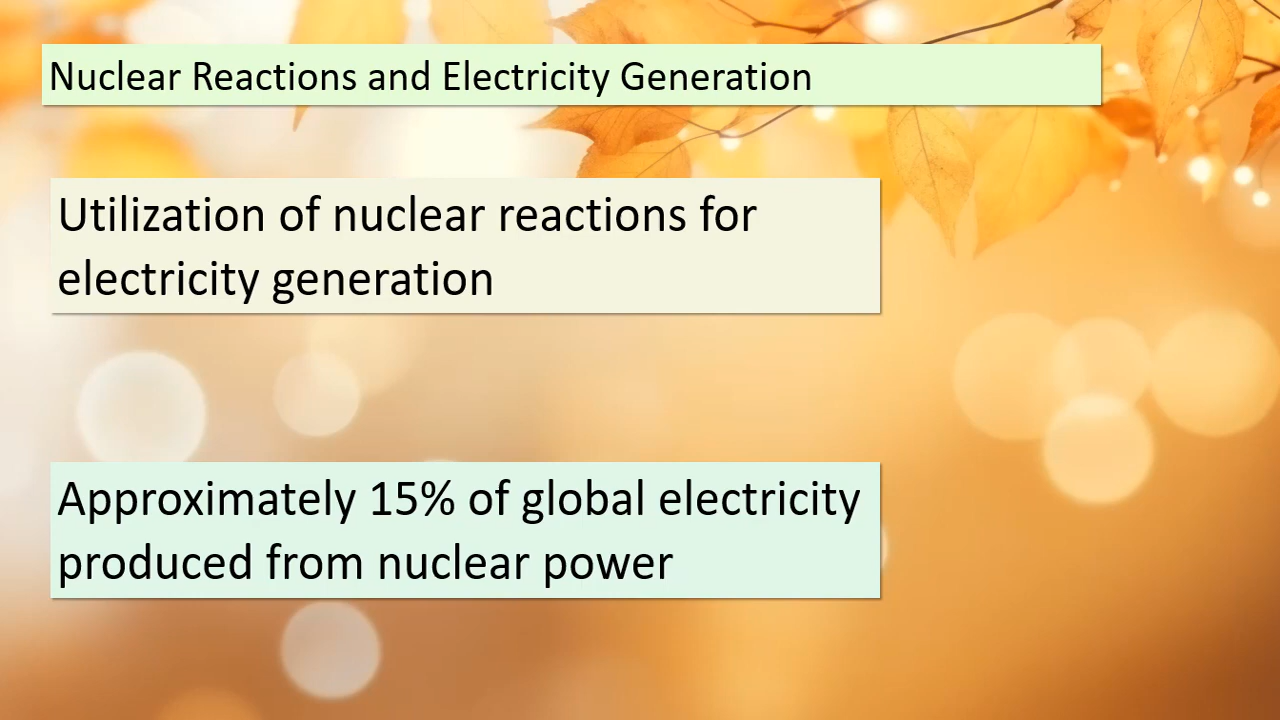 Nuclear Reactions and Electricity Generation
Utilization of nuclear reactions for
electricity generation
Approximately 15% of global electricity
produced from nuclear power